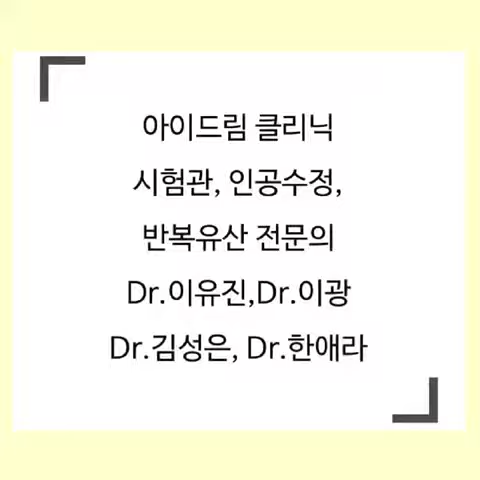 아이드림 클리닉
시험관, 인공수정,
반복유산 전문의
Dr.이유진,Dr.이광
Dr.김성은, Dr.한애라